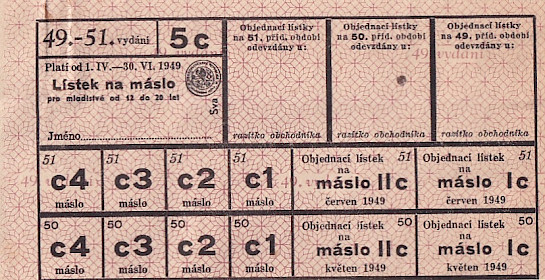 49.-51. vydání
5c
Platí od 1. IV.—30. VI. 1949
Lístek na máslo
pro mladistvé od 12 do 20 let
Sva
Jméno
Objednací lístky
na 51. příd. období
odevzdány u:
razítko obchodníka
Objednací lístky
na 50. příd. období
odevzdány u:
razítko obchodníka
Objednací lístky
na 49. příd. období
odevzdány u:
razítko obchodníka
51
c4
máslo
51
c3
máslo
51
c2
máslo
51
c1
máslo
Objednací lístek 51
na
máslo II c
červen 1949
Objednací lístek 51
na
máslo I c
červen 1949
50
c4
máslo
50
c3
máslo
50
c2
máslo
50
c1
máslo
Objednací lístek 50
na
máslo II c
květen 1949
Objednací lístek 50
na
máslo I c
květen 1949